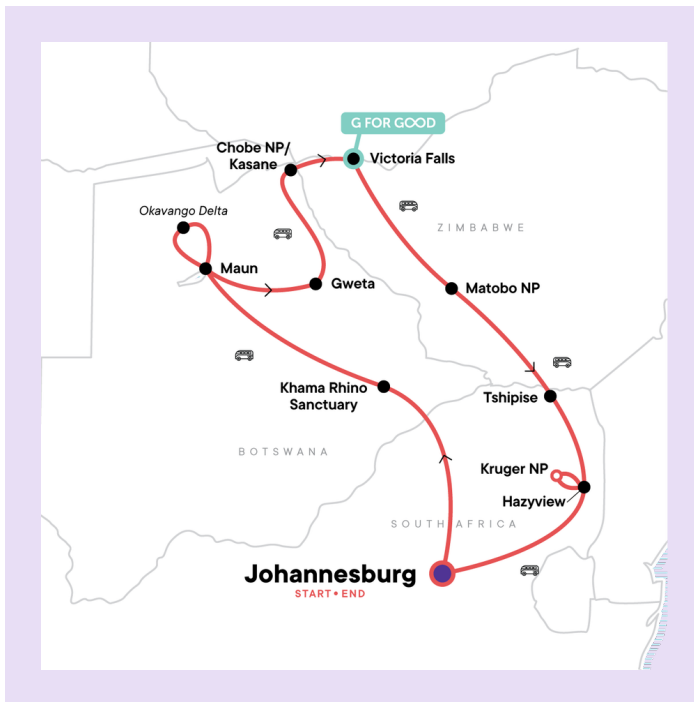 G FOR GOOD
Chobe NP/
Kasane
Victoria Falls
Okavango Delta
ZIMBABWE
Maun
Gweta
Matobo NP
Khama Rhino
Sanctuary
Tshipise
BOTSWANA
Kruger NP
Hazyview
SOUTH AFRICA
Johannesburg
START • END